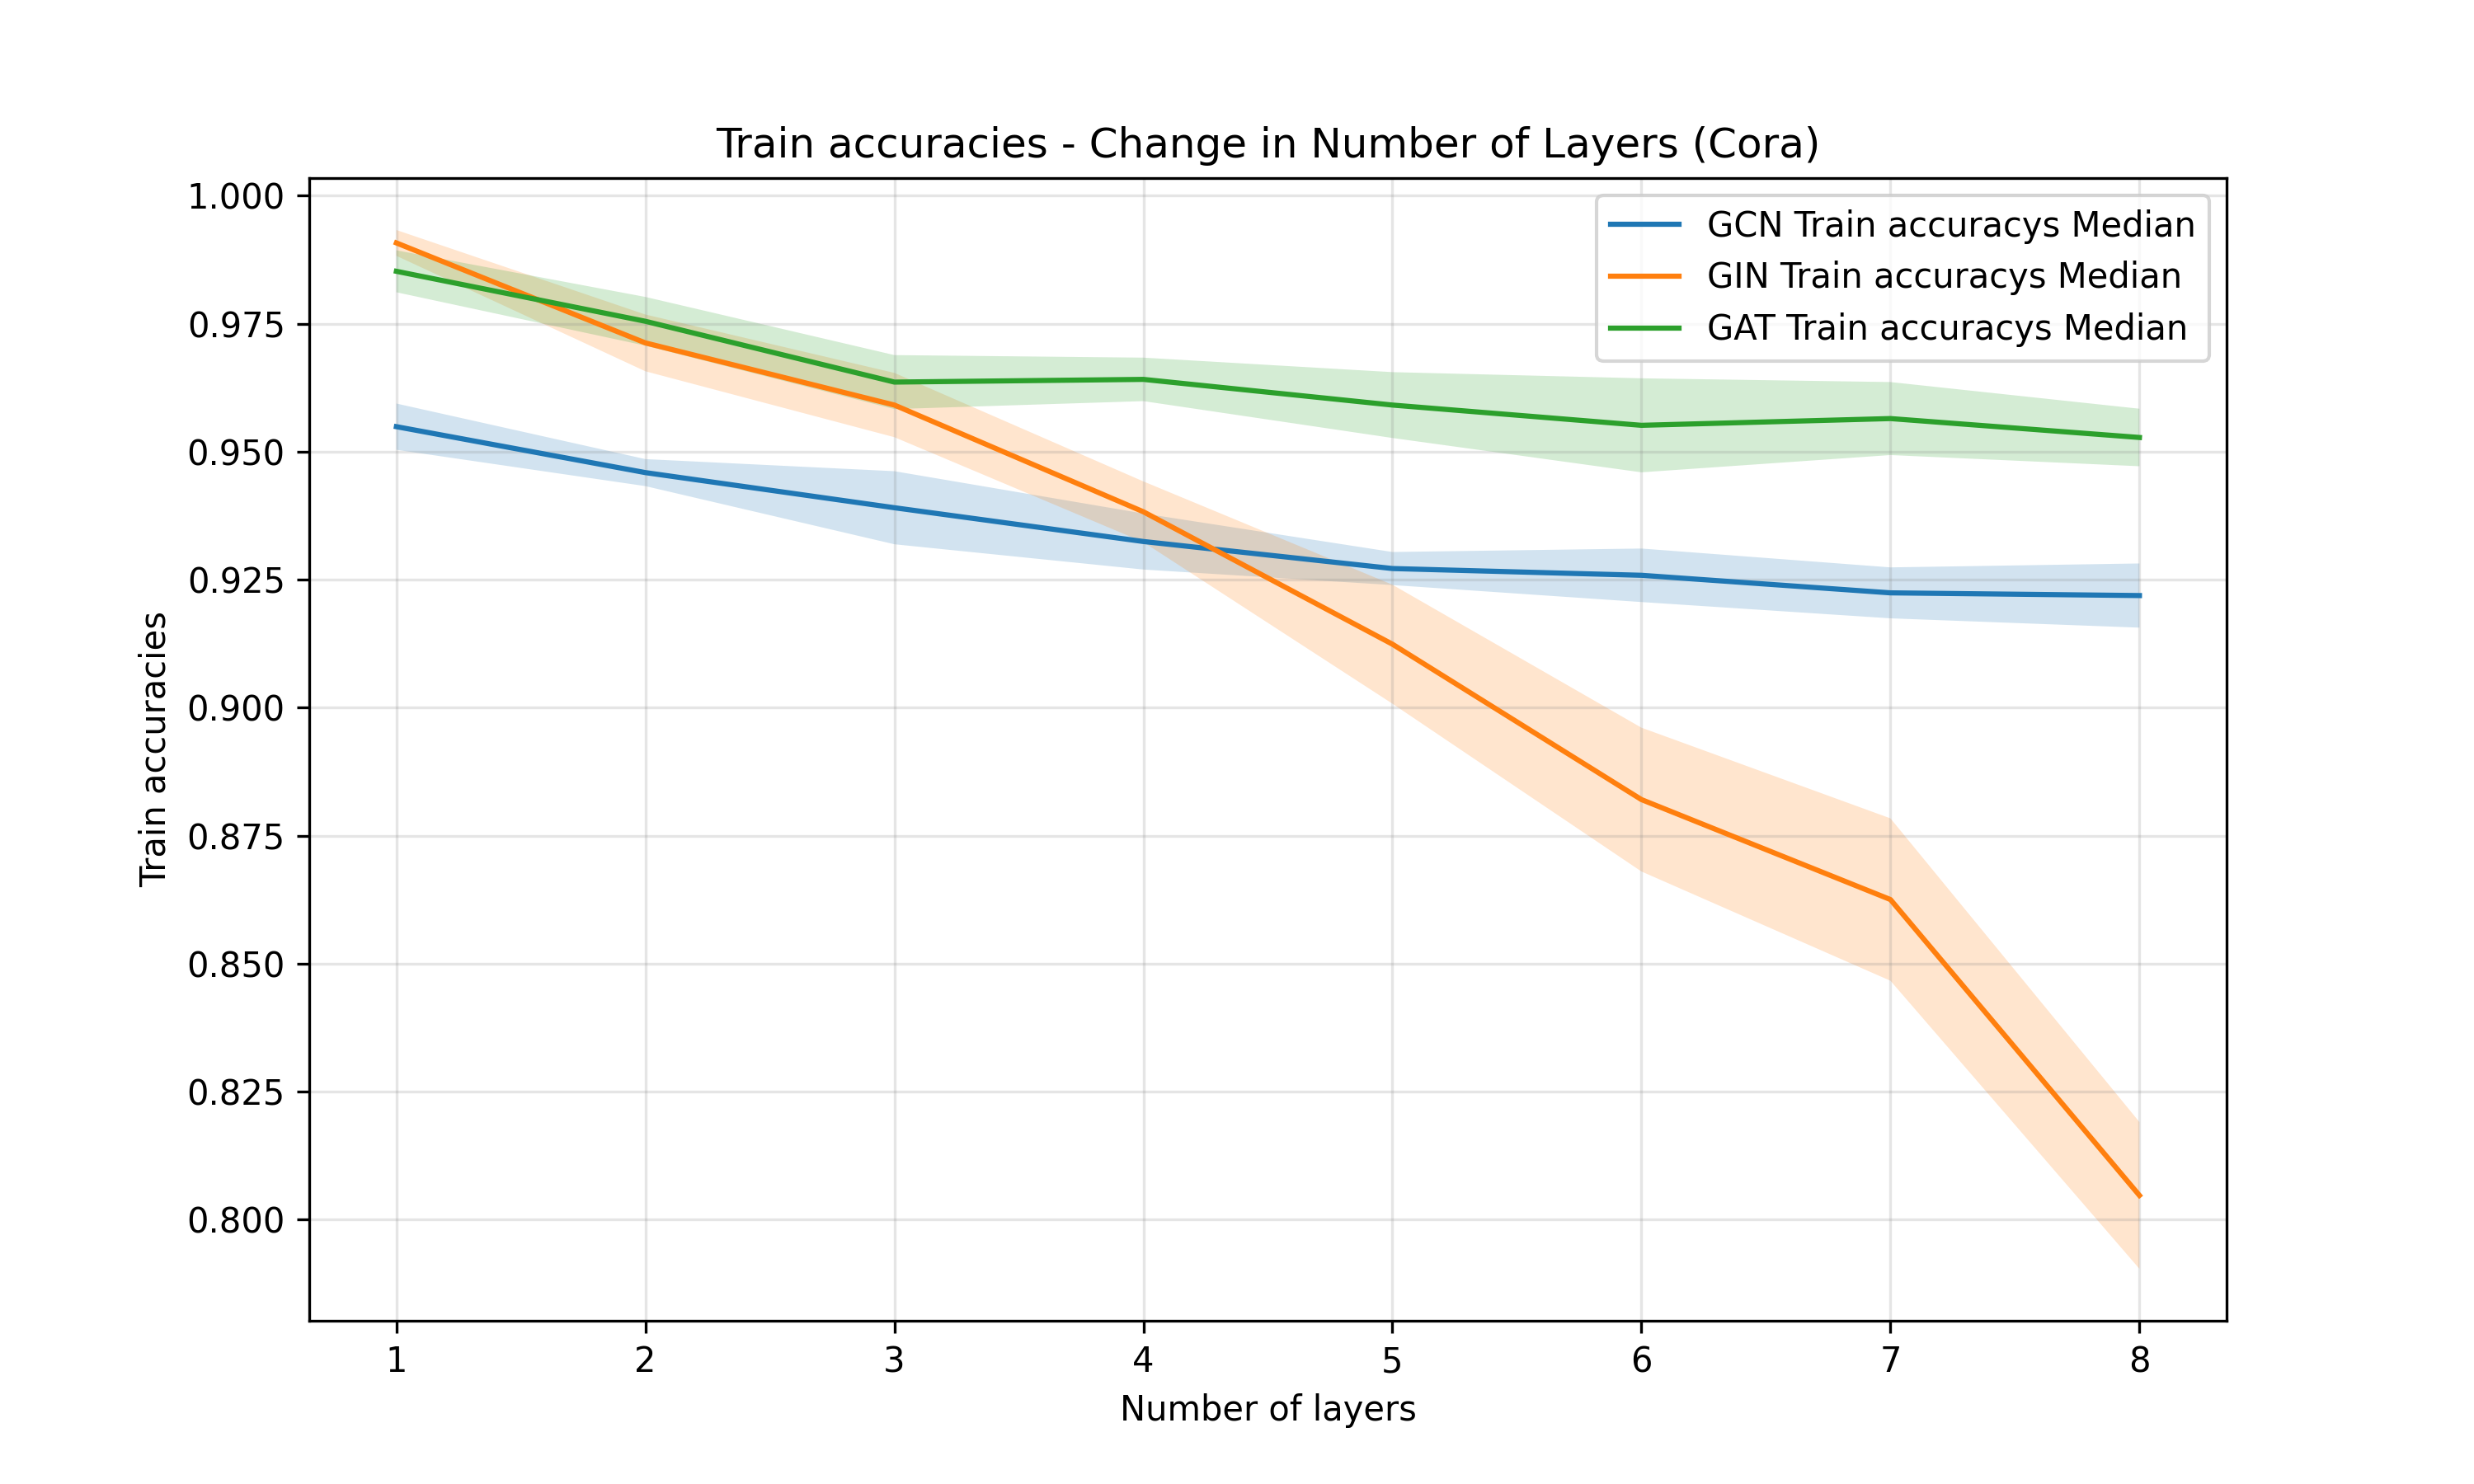 Train accuracies - Change in Number of Layers (Cora)
GCN Train accuracys Median
GIN Train accuracys Median
GAT Train accuracys Median
Train accuracies
1.000
0.975
0.950
0.925
0.900
0.875
0.850
0.825
0.800
1 2 3 4 5 6 7 8
Number of layers